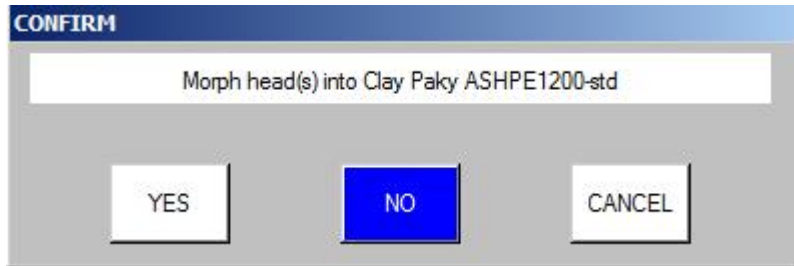 CONFIRM
Morph head(s) into Clay Paky ASHPE1200-std
YES NO CANCEL